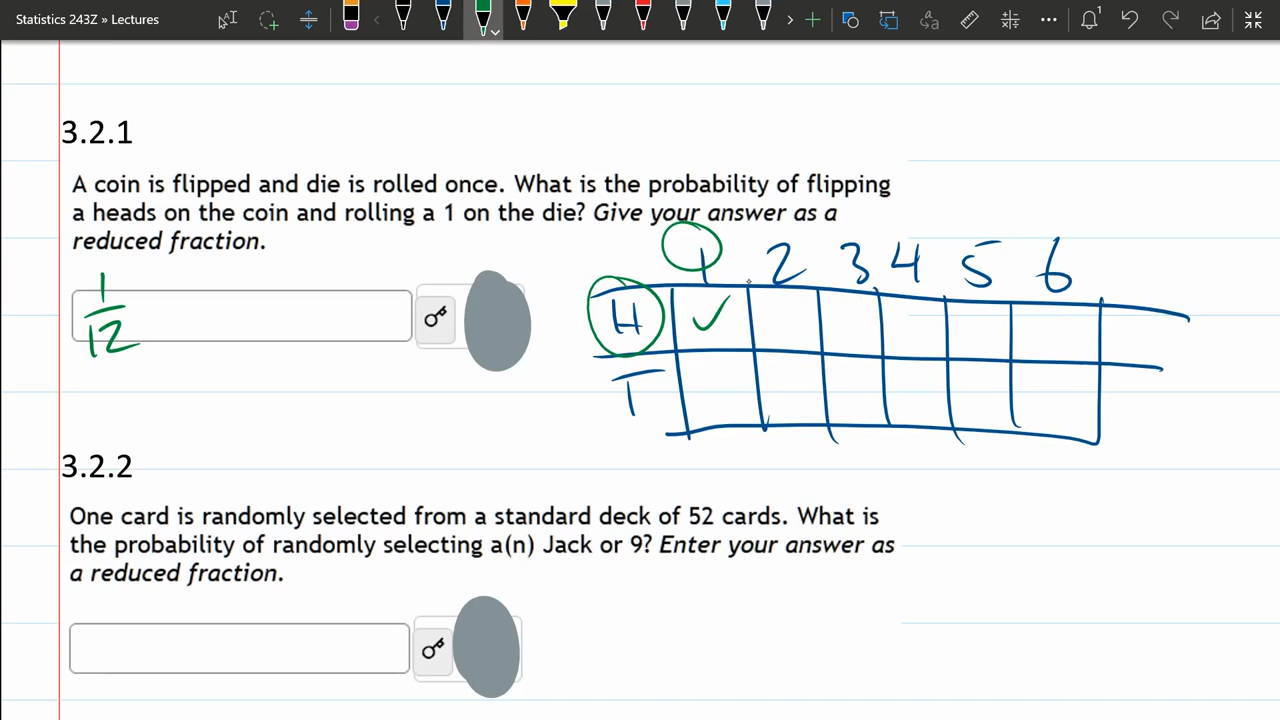 Statistics 243Z » Lectures
3.2.1
A coin is flipped and die is rolled once. What is the probability of flipping
a heads on the coin and rolling a 1 on the die? Give your answer as a
reduced fraction.
1 2 3 4 5 6
1
12
H
T
3.2.2
One card is randomly selected from a standard deck of 52 cards. What is
the probability of randomly selecting a(n) Jack or 9? Enter your answer as
a reduced fraction.